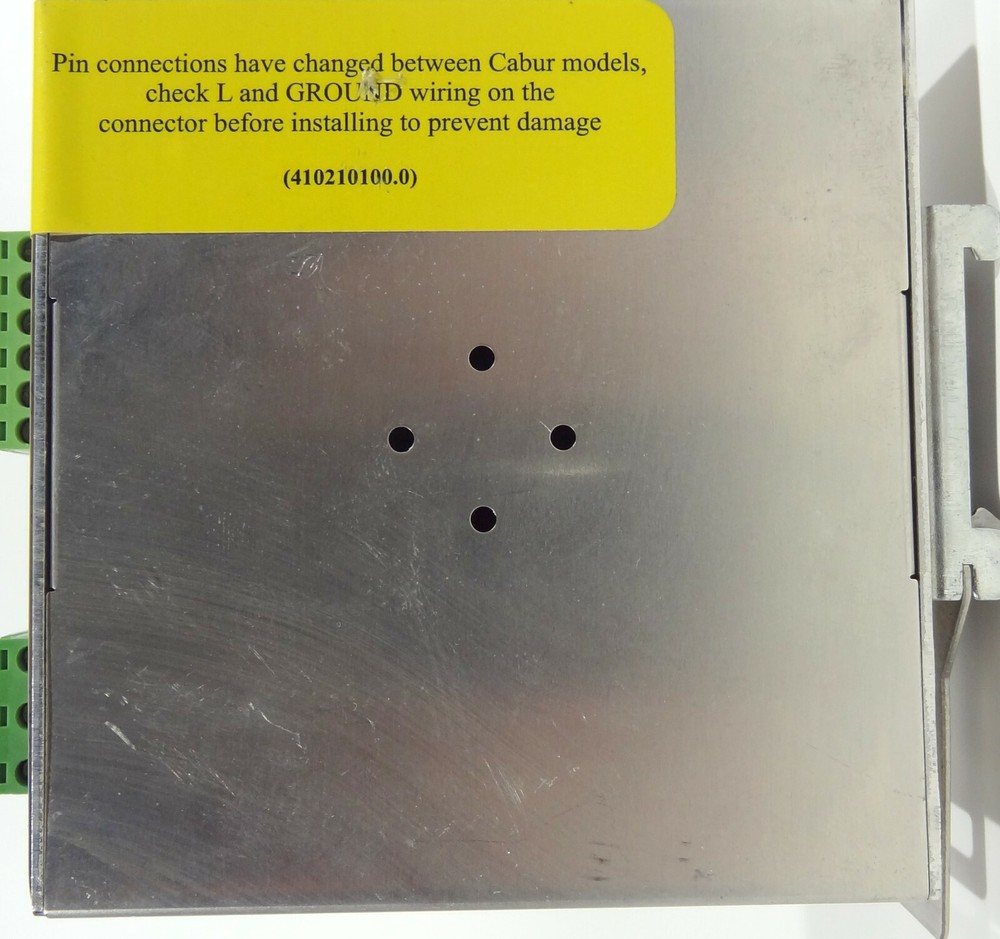 Pin connections have changed between Cabur models,
check L and GROUND wiring on the
connector before installing to prevent damage
(410210100.0)